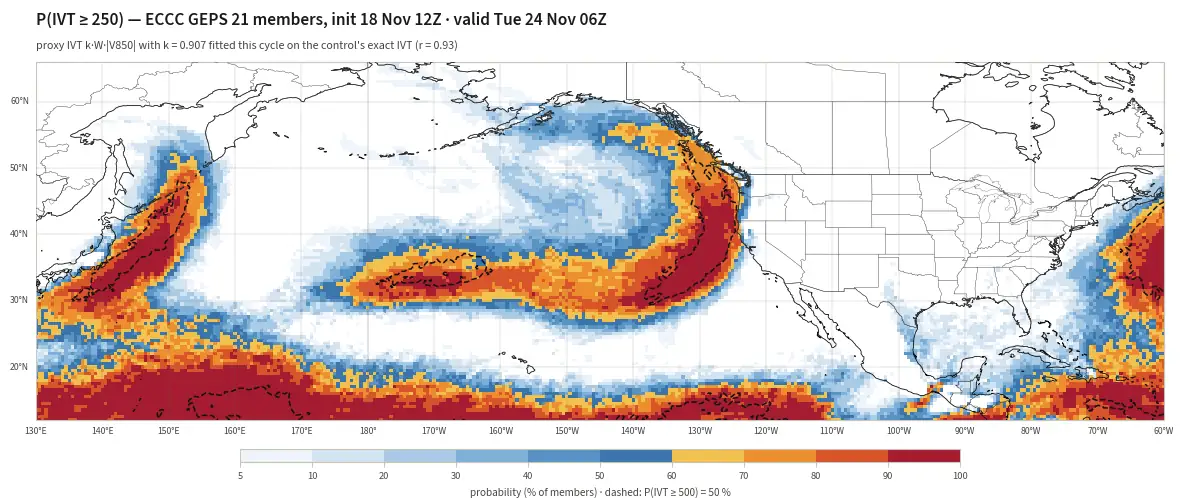 P(IVT ≥ 250) — ECCC GEPS 21 members, init 18 Nov 12Z · valid Tue 24 Nov 06Z
proxy IVT k·W·|V850| with k = 0.907 fitted this cycle on the control's exact IVT (r = 0.93)
60°N
50°N
40°N
30°N
20°N
130°E 140°E 150°E 160°E 170°E 180° 170°W 160°W 150°W 140°W 130°W 120°W 110°W 100°W 90°W 80°W 70°W 60°W
5 10 20 30 40 50 60 70 80 90 100
probability (% of members) · dashed: P(IVT ≥ 500) = 50 %